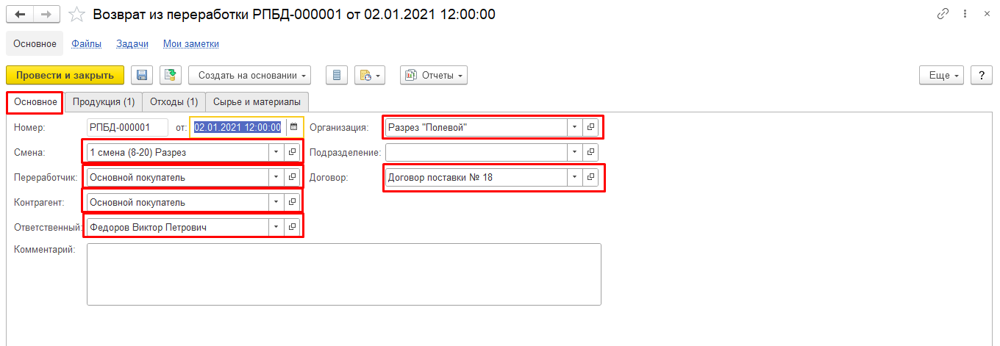 Возврат из переработки РПБД-000001 от 02.01.2021 12:00:00
Основное Файлы Задачи Мои заметки
Провести и закрыть Создать на основании Отчеты Еще ?
Основное Продукция (1) Отходы (1) Сырье и материалы
Номер: РПБД-000001 от: 02.01.2021 12:00:00 Организация: Разрез "Полевой"
Смена: 1 смена (8-20) Разрез Подразделение:
Переработчик: Основной покупатель Договор: Договор поставки № 18
Контрагент: Основной покупатель
Ответственный: Федоров Виктор Петрович
Комментарий: